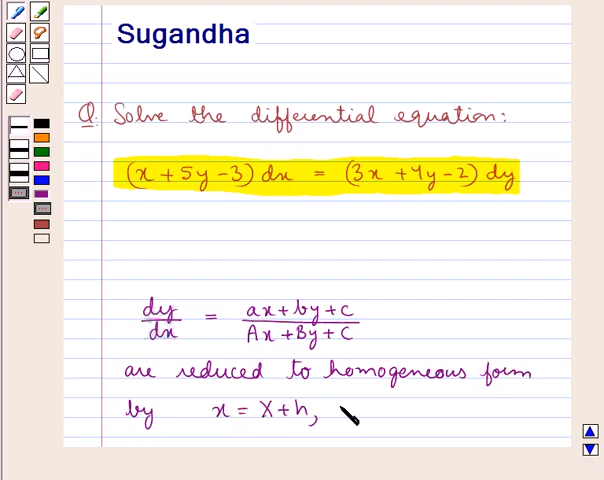 Sugandha
Q. Solve the differential equation:
(x + 5y - 3) dx = (3x + 4y - 2) dy
dy/dx = ax + by + c / Ax + By + C
are reduced to homogeneous form
by x = X + h,